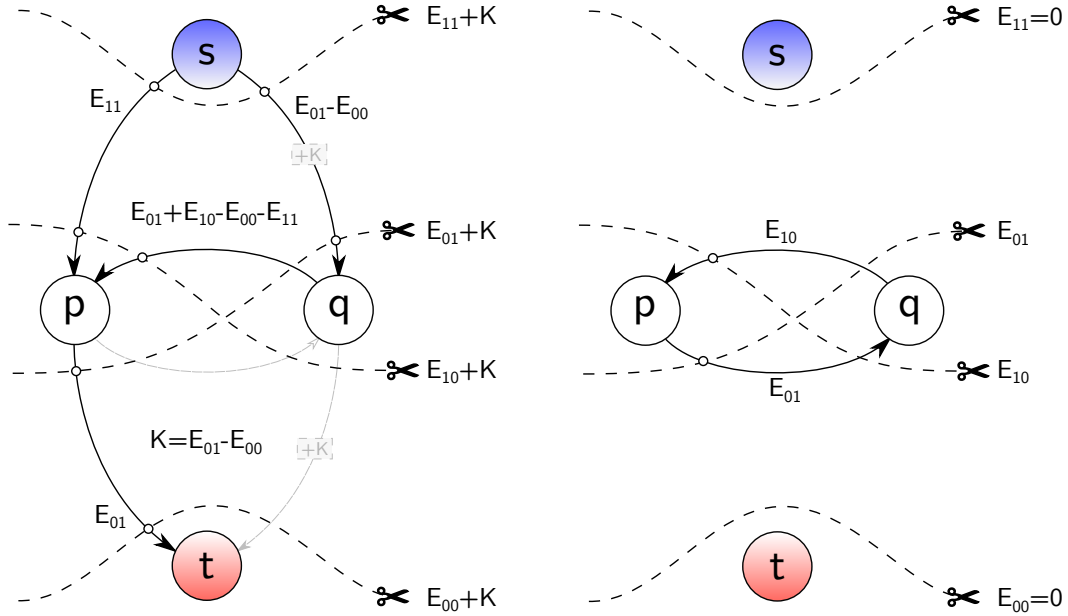 E₁₁+K
s
E₁₁
E₀₁-E₀₀
+K
E₀₁+E₁₀-E₀₀-E₁₁
E₀₁+K
p
q
E₁₀+K
K=E₀₁-E₀₀
+K
E₀₁
t
E₀₀+K
E₁₁=0
s
E₁₀
E₀₁
p
q
E₁₀
E₀₁
t
E₀₀=0